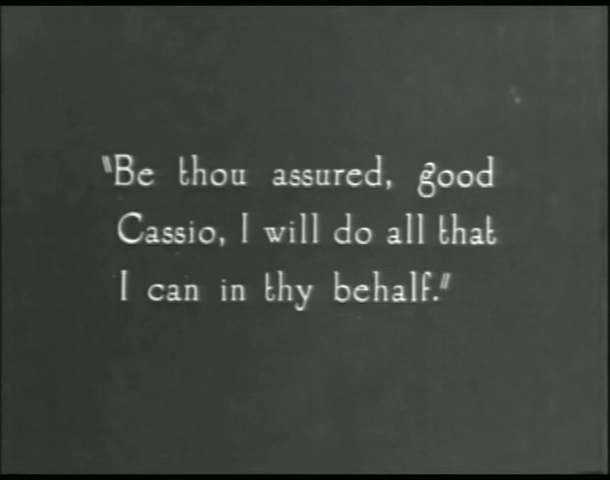 "Be thou assured, good
Cassio, I will do all that
I can in thy behalf."